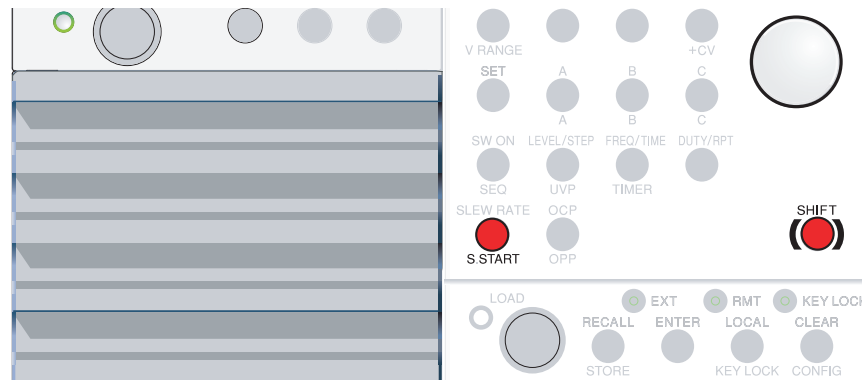 V RANGE +CV
SET A B C
A B C
SW ON LEVEL/STEP FREQ/TIME DUTY/RPT
SEQ UVP TIMER
SLEW RATE OCP SHIFT
S.START OPP
LOAD EXT RMT KEY LOCK
RECALL ENTER LOCAL CLEAR
STORE KEY LOCK CONFIG